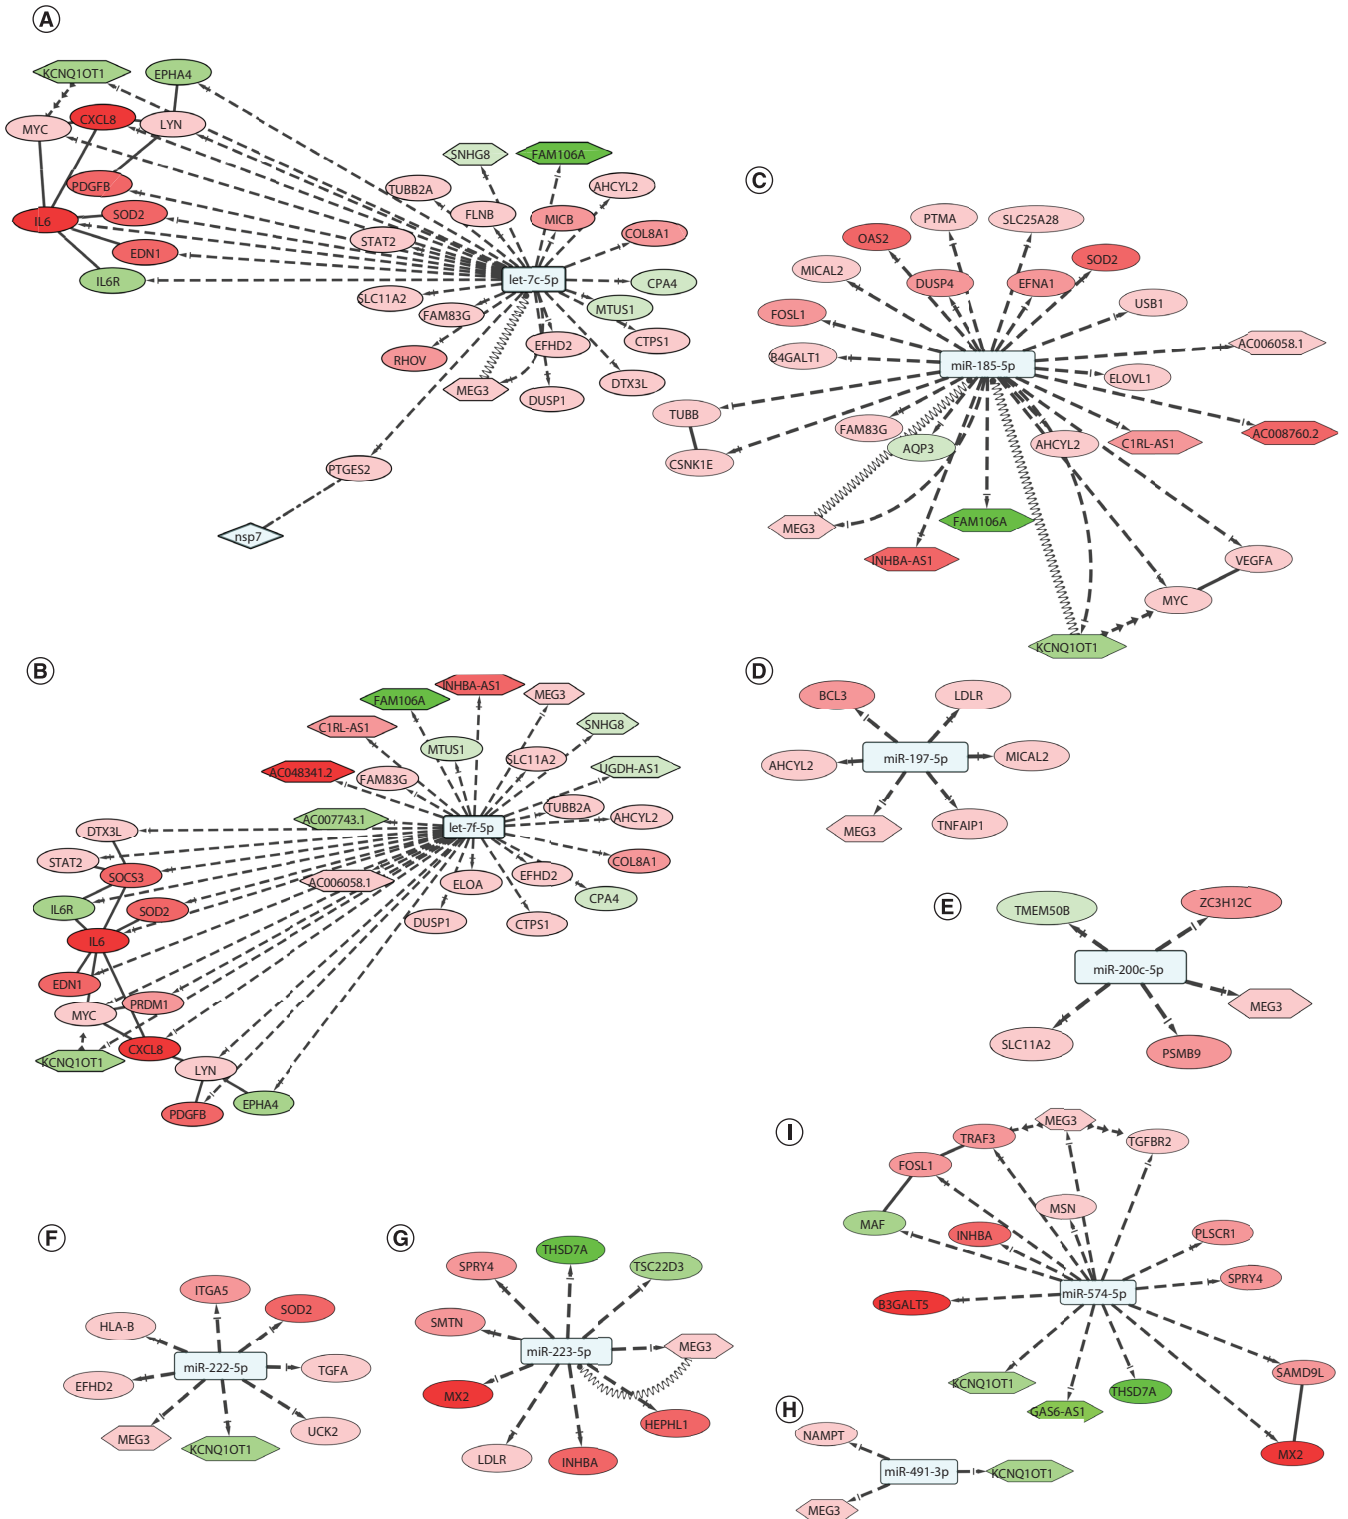 A
KCNQ1OT1
EPHA4
MYC
CXCL8
LYN
PDGFB
IL6
SOD2
EDN1
IL6R
SNHG8
FAM106A
TUBB2A
AHCYL2
FLNB
MICB
STAT2
COL8A1
let-7c-5p
CPA4
SLC11A2
MTUS1
FAM83G
CTPS1
RHOV
EFHD2
MEG3
DUSP1
DTX3L
PTGES2
nsp7
C
PTMA
SLC25A28
OAS2
SOD2
MICAL2
DUSP4
EFNA1
USB1
FOSL1
AC006058.1
B4GALT1
miR-185-5p
ELOVL1
TUBB
FAM83G
AHCYL2
C1RL-AS1
AC008760.2
AQP3
CSNK1E
MEG3
FAM106A
INHBA-AS1
VEGFA
MYC
KCNQ1OT1
B
INHBA-AS1
FAM106A
MEG3
C1RL-AS1
SNHG8
MTUS1
SLC11A2
AC048341.2
FAM83G
UGDH-AS1
TUBB2A
AC007743.1
AHCYL2
let-7f-5p
DTX3L
STAT2
COL8A1
SOCS3
AC006058.1
ELOA
EFHD2
CPA4
IL6R
SOD2
DUSP1
CTPS1
IL6
EDN1
PRDM1
MYC
CXCL8
KCNQ1OT1
LYN
PDGFB
EPHA4
D
BCL3
LDLR
AHCYL2
miR-197-5p
MICAL2
MEG3
TNFAIP1
E
TMEM50B
ZC3H12C
miR-200c-5p
MEG3
SLC11A2
PSMB9
I
MEG3
TRAF3
TGFBR2
FOSL1
MSN
MAF
INHBA
PLSCR1
SPRY4
B3GALT5
miR-574-5p
KCNQ1OT1
THSD7A
SAMD9L
GAS6-AS1
MX2
F
ITGA5
SOD2
HLA-B
miR-222-5p
TGFA
EFHD2
MEG3
KCNQ1OT1
UCK2
G
THSD7A
SPRY4
TSC22D3
SMTN
miR-223-5p
MEG3
MX2
HEPHL1
LDLR
INHBA
H
NAMPT
miR-491-3p
KCNQ1OT1
MEG3